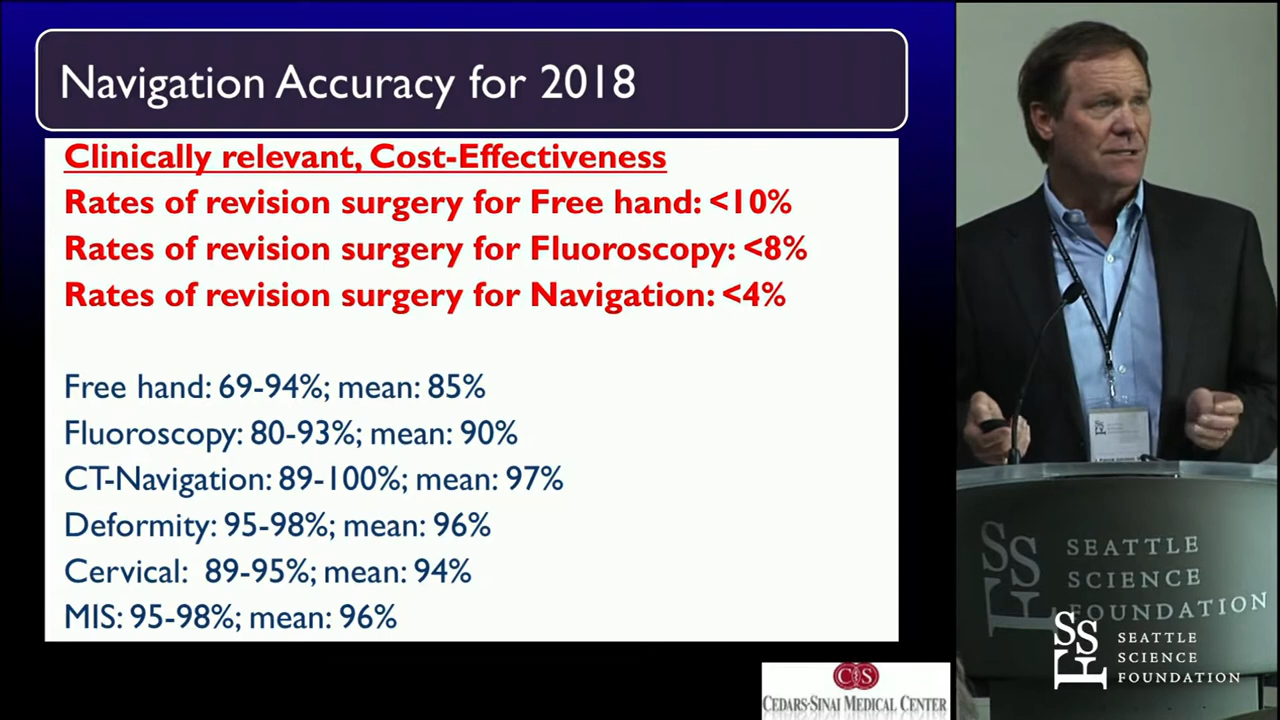 Navigation Accuracy for 2018
Clinically relevant, Cost-Effectiveness
Rates of revision surgery for Free hand: <10%
Rates of revision surgery for Fluoroscopy: <8%
Rates of revision surgery for Navigation: <4%
Free hand: 69-94%; mean: 85%
Fluoroscopy: 80-93%; mean: 90%
CT-Navigation: 89-100%; mean: 97%
Deformity: 95-98%; mean: 96%
Cervical: 89-95%; mean: 94%
MIS: 95-98%; mean: 96%
CEDARS-SINAI MEDICAL CENTER
SSF
SEATTLE
SCIENCE
FOUNDATION
SSF
SEATTLE
SCIENCE
FOUNDATION